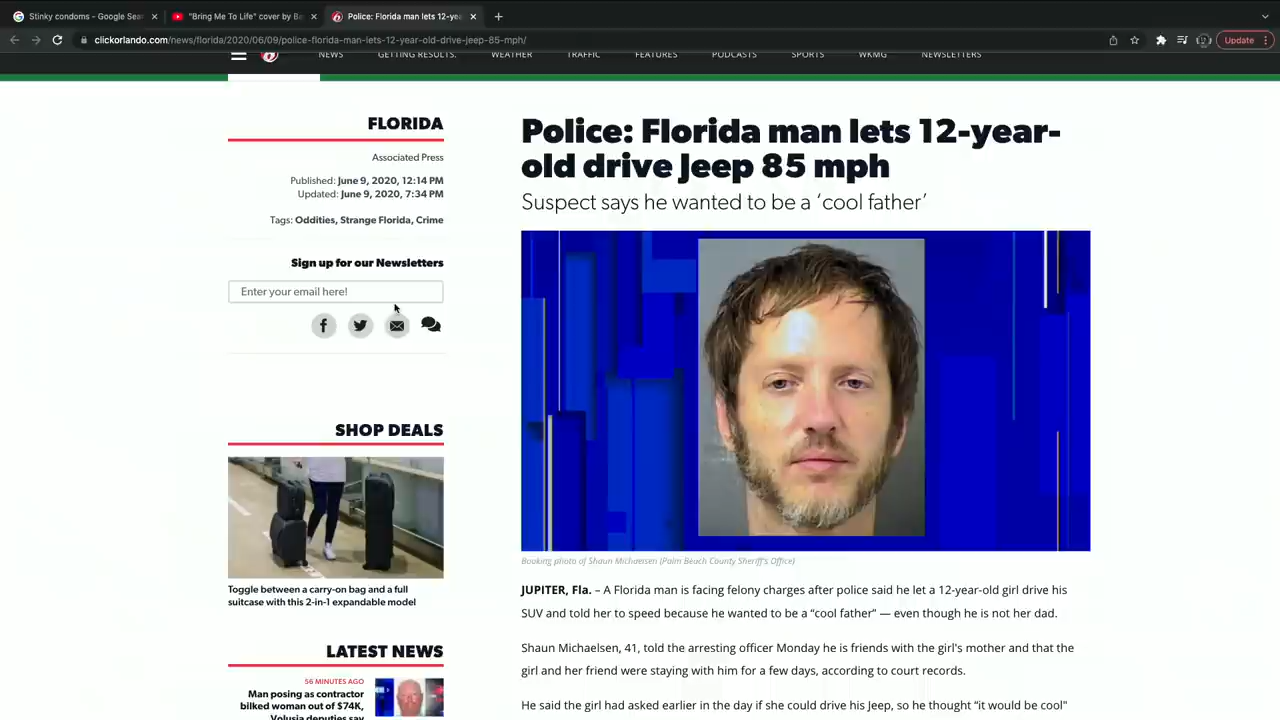 Stinky condoms - Google Sea
"Bring Me To Life" cover by Be
Police: Florida man lets 12-yea
clickorlando.com/news/florida/2020/06/09/police-florida-man-lets-12-year-old-drive-jeep-85-mph/
Update
NEWS GETTING RESULTS. WEATHER TRAFFIC FEATURES PODCASTS SPORTS WKMG NEWSLETTERS
FLORIDA
Associated Press
Published: June 9, 2020, 12:14 PM
Updated: June 9, 2020, 7:34 PM
Tags: Oddities, Strange Florida, Crime
Sign up for our Newsletters
Enter your email here!
SHOP DEALS
Toggle between a carry-on bag and a full
suitcase with this 2-in-1 expandable model
LATEST NEWS
56 MINUTES AGO
Man posing as contractor
bilked woman out of $74K,
Volusia deputies say
Police: Florida man lets 12-year-
old drive Jeep 85 mph
Suspect says he wanted to be a ‘cool father’
Booking photo of Shaun Michaelsen (Palm Beach County Sheriff's Office)
JUPITER, Fla. – A Florida man is facing felony charges after police said he let a 12-year-old girl drive his
SUV and told her to speed because he wanted to be a “cool father” — even though he is not her dad.
Shaun Michaelsen, 41, told the arresting officer Monday he is friends with the girl's mother and that the
girl and her friend were staying with him for a few days, according to court records.
He said the girl had asked earlier in the day if she could drive his Jeep, so he thought “it would be cool"